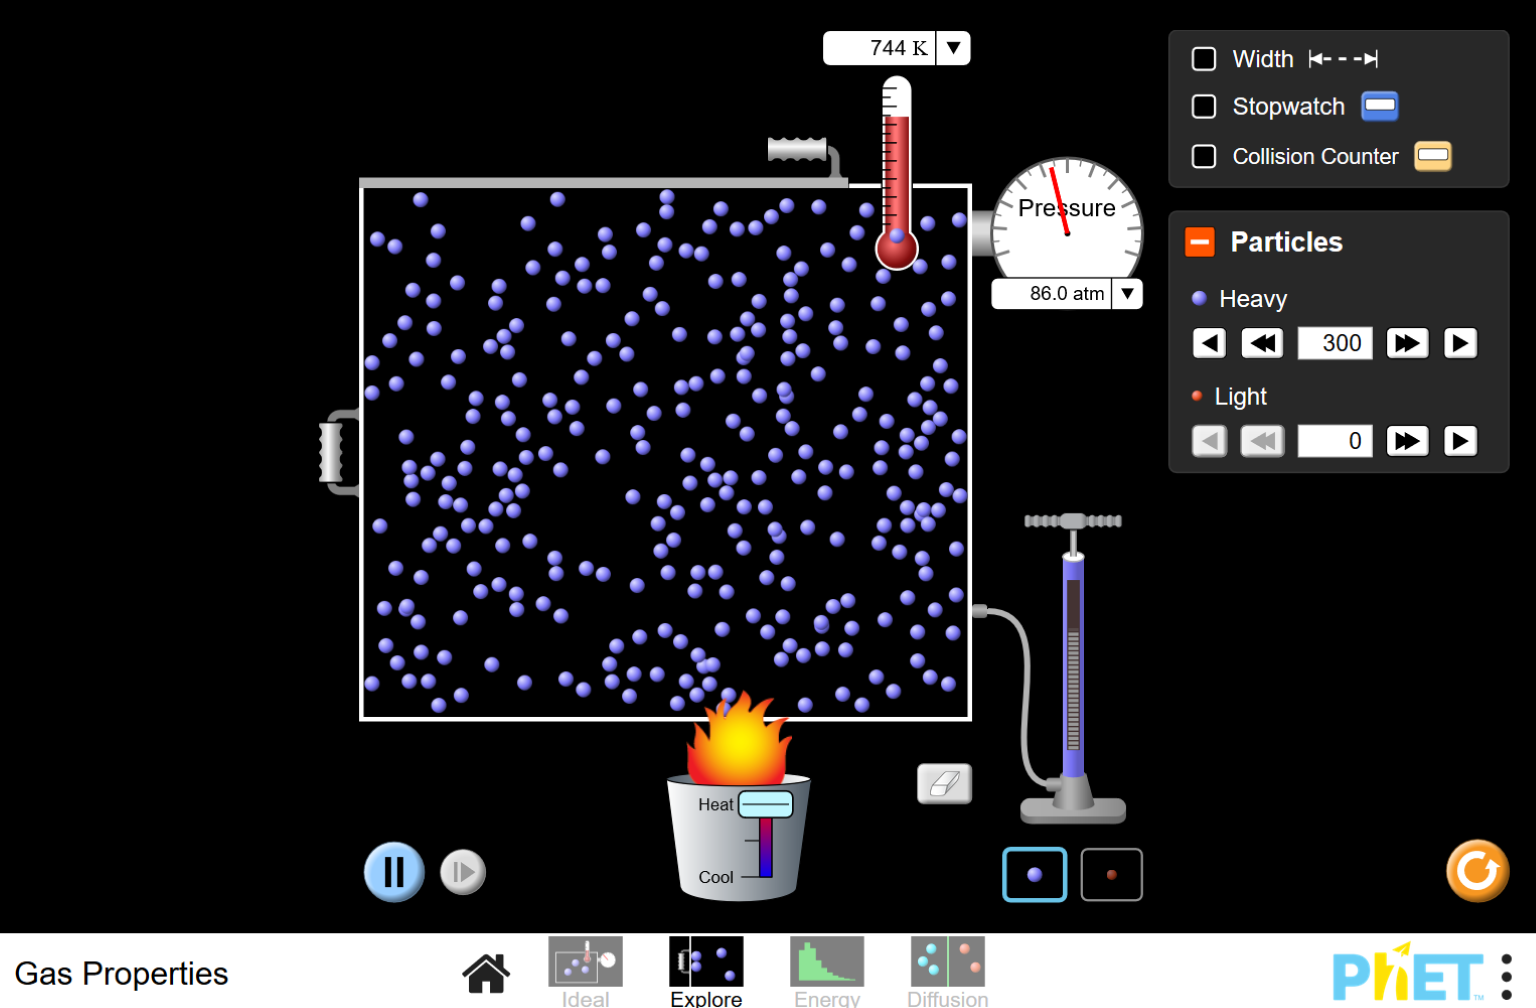 744 K
Width
Stopwatch
Collision Counter
Pressure
86.0 atm
Particles
Heavy
300
Light
0
Heat
Cool
Gas Properties
Ideal
Explore
Energy
Diffusion
PhET
TM